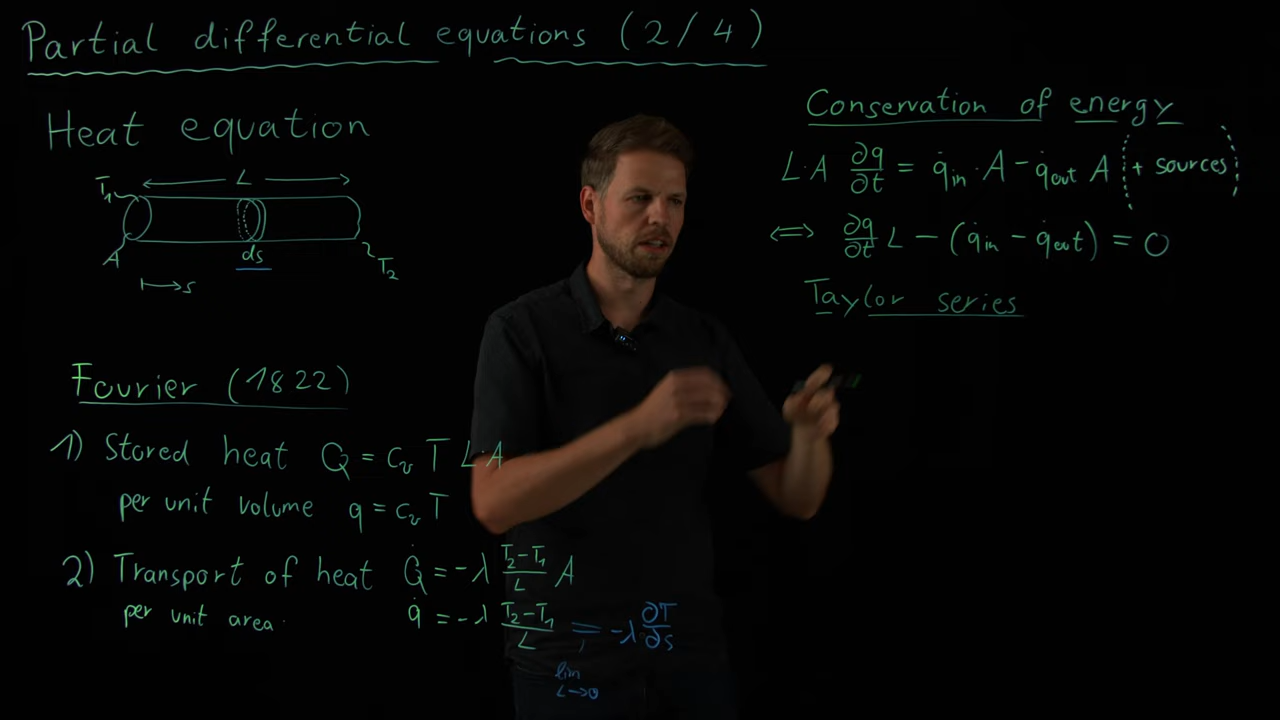 Partial differential equations (2/4)
Heat equation
T₁ L
A ds T₂
s
Fourier (1822)
1) Stored heat Q = cᵥ T L·A
per unit volume q = cᵥ T
2) Transport of heat Q̇ = -λ (T₂-T₁)/L A
per unit area. q̇ = -λ (T₂-T₁)/L = -λ ∂T/∂s
lim L→0
Conservation of energy
L·A ∂q/∂t = q̇in · A - q̇out A (+ sources)
⟺ ∂q/∂t L - (q̇in - q̇out) = 0
Taylor series